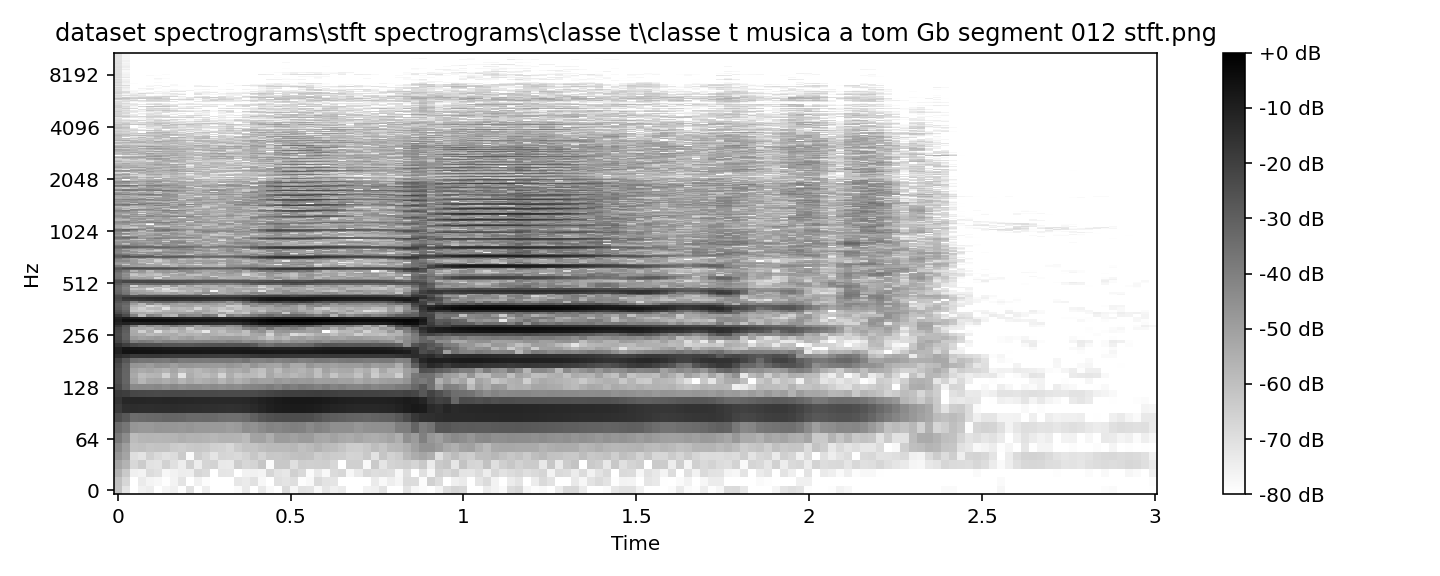 dataset spectrograms\stft spectrograms\classe t\classe t musica a tom Gb segment 012 stft.png
8192
4096
2048
1024
512
256
128
64
0
Hz
0
0.5
1
1.5
2
2.5
3
Time
+0 dB
-10 dB
-20 dB
-30 dB
-40 dB
-50 dB
-60 dB
-70 dB
-80 dB